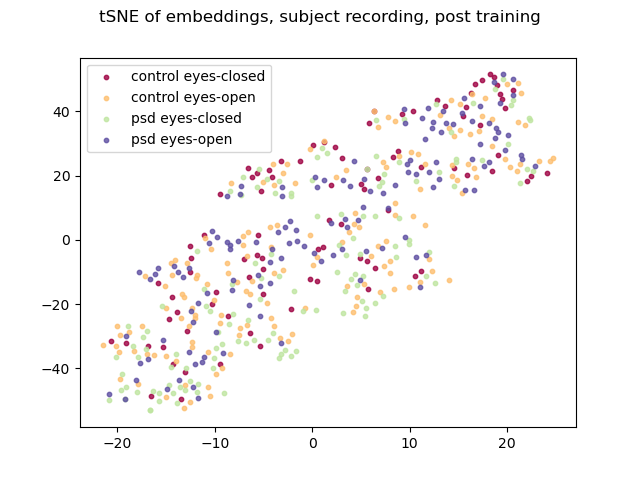 tSNE of embeddings, subject recording, post training
control eyes-closed
control eyes-open
psd eyes-closed
psd eyes-open
40
20
0
−20
−40
−20 −10 0 10 20